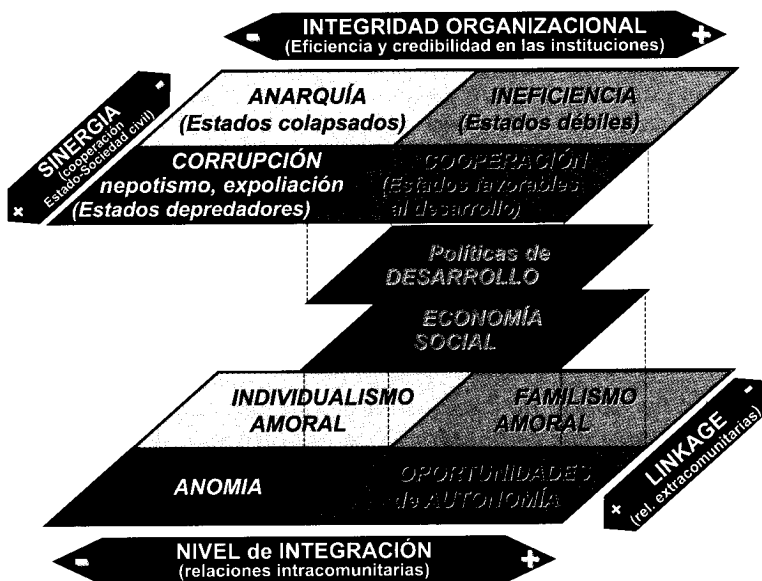 - INTEGRIDAD ORGANIZACIONAL +
(Eficiencia y credibilidad en las instituciones)
- SINERGIA +
(cooperación
Estado-Sociedad civil)
ANARQUÍA
(Estados colapsados)
INEFICIENCIA
(Estados débiles)
CORRUPCIÓN
nepotismo, expoliación
(Estados depredadores)
COOPERACIÓN
(Estados favorables
al desarrollo)
Políticas de
DESARROLLO
ECONOMÍA
SOCIAL
INDIVIDUALISMO
AMORAL
FAMILISMO
AMORAL
ANOMIA
OPORTUNIDADES
de AUTONOMÍA
- LINKAGE +
(rel. extracomunitarias)
- NIVEL de INTEGRACIÓN +
(relaciones intracomunitarias)